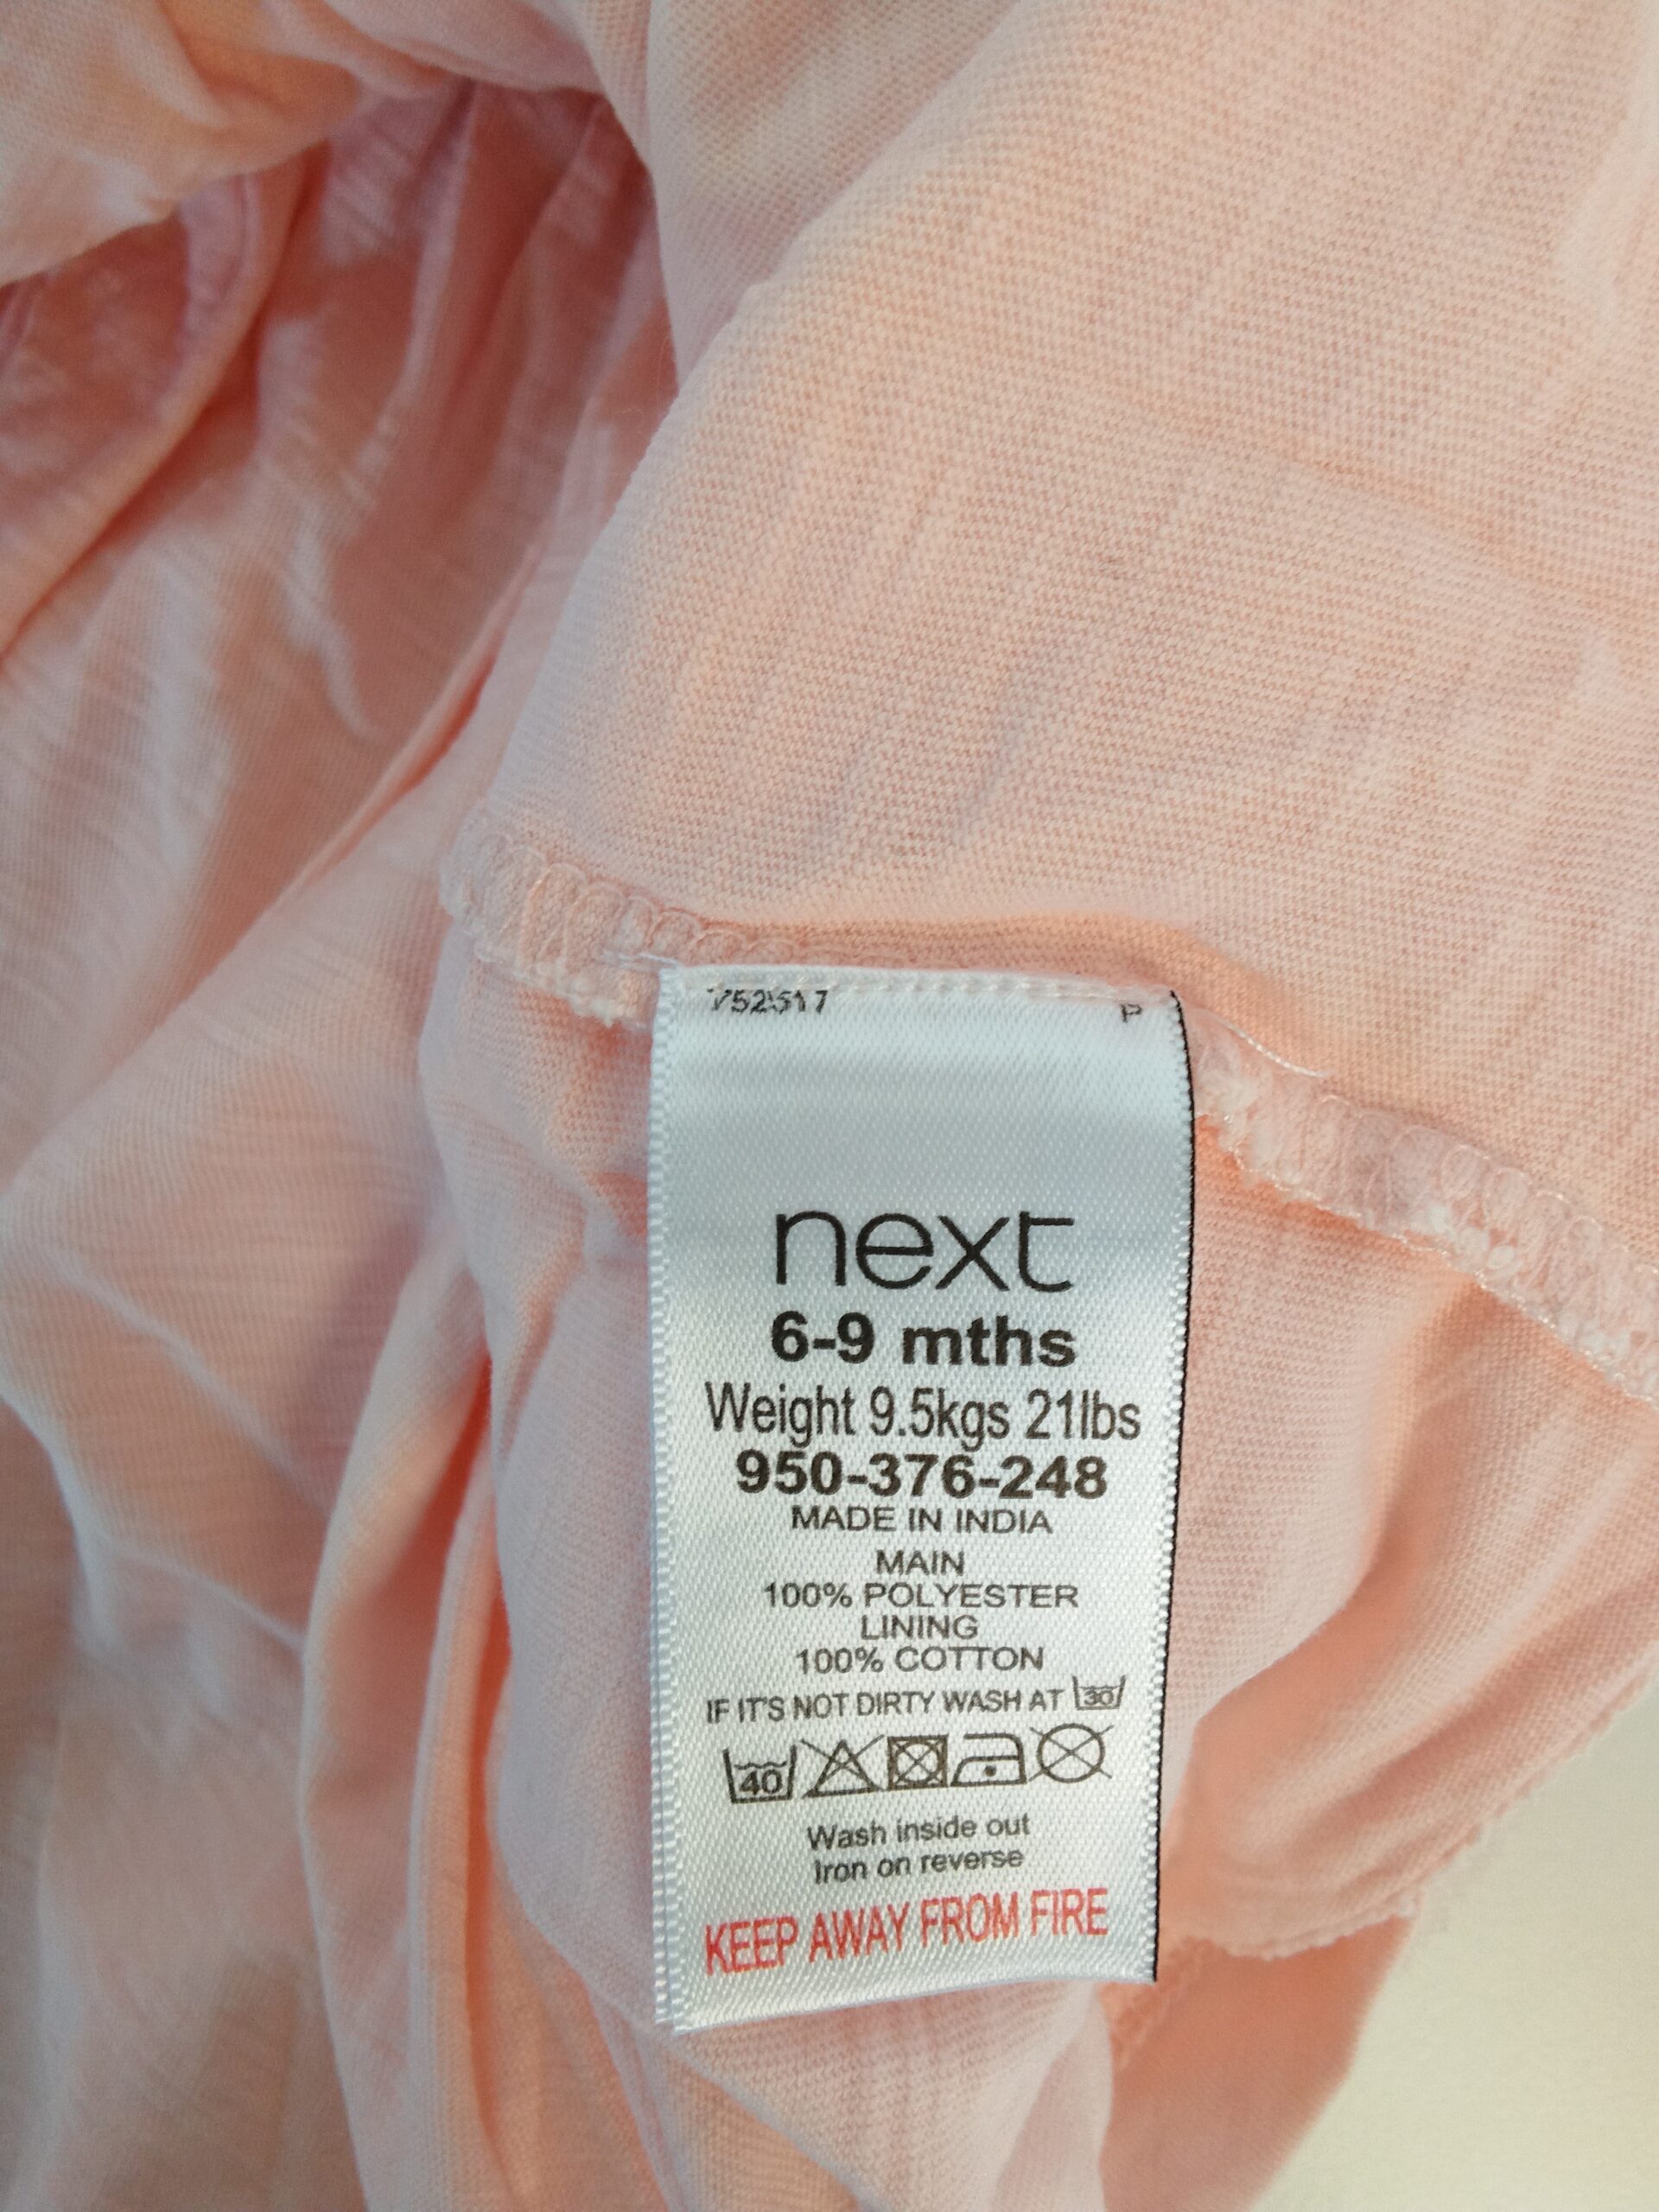 752517 P
next
6-9 mths
Weight 9.5kgs 21lbs
950-376-248
MADE IN INDIA
MAIN
100% POLYESTER
LINING
100% COTTON
IF IT'S NOT DIRTY WASH AT 30
40
Wash inside out
Iron on reverse
KEEP AWAY FROM FIRE